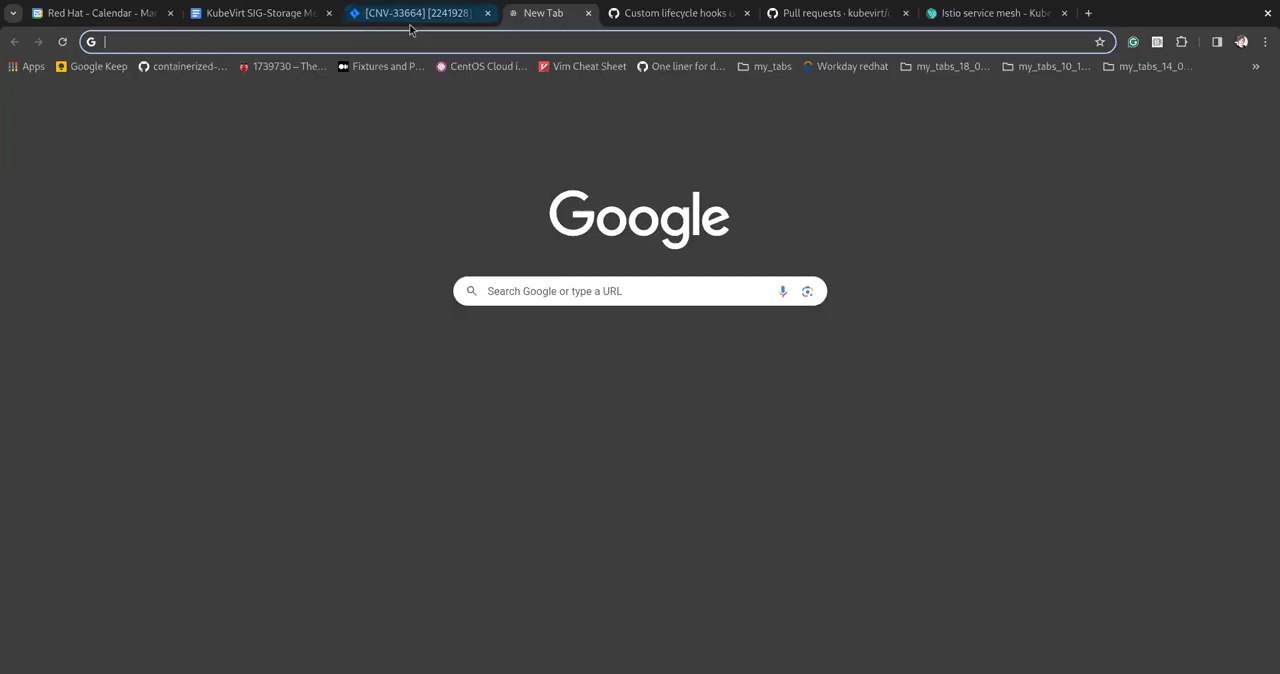 Red Hat - Calendar - Ma
KubeVirt SIG-Storage Me
[CNV-33664] [2241928]
New Tab
Custom lifecycle hooks
Pull requests · kubevirt/
Istio service mesh - Kube
Apps
Google Keep
containerized-...
1739730 – The...
Fixtures and P...
CentOS Cloud i...
Vim Cheat Sheet
One liner for d...
my_tabs
Workday redhat
my_tabs_18_0...
my_tabs_10_1...
my_tabs_14_0...
Google
Search Google or type a URL